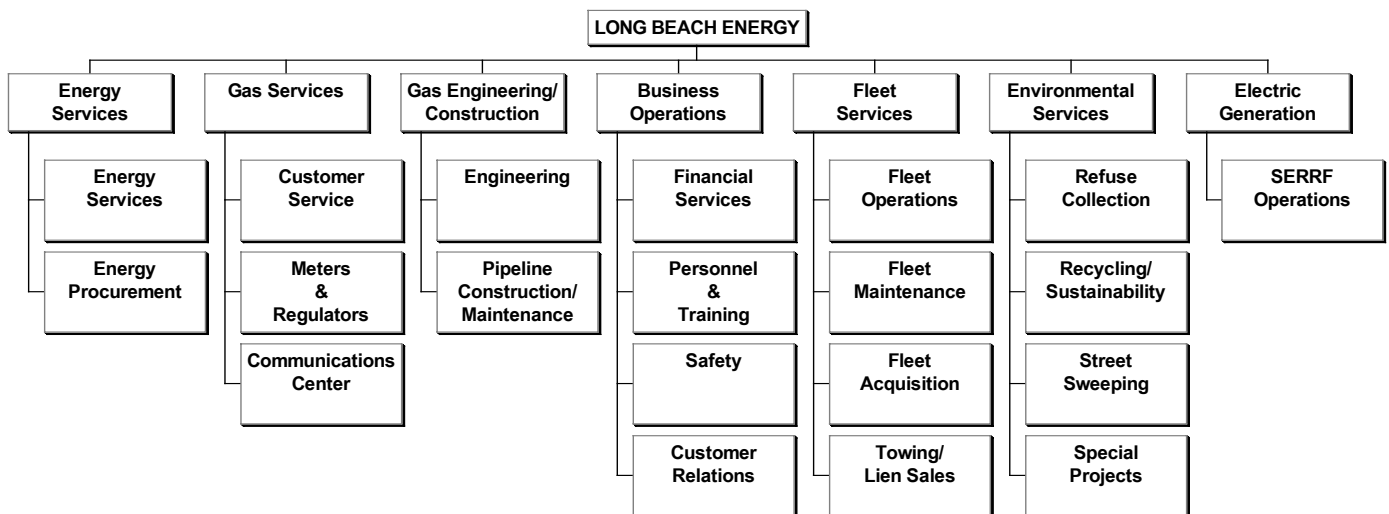 LONG BEACH ENERGY
Energy
Services
Gas Services
Gas Engineering/
Construction
Business
Operations
Fleet
Services
Environmental
Services
Electric
Generation
Energy
Services
Energy
Procurement
Customer
Service
Meters
&
Regulators
Communications
Center
Engineering
Pipeline
Construction/
Maintenance
Financial
Services
Personnel
&
Training
Safety
Customer
Relations
Fleet
Operations
Fleet
Maintenance
Fleet
Acquisition
Towing/
Lien Sales
Refuse
Collection
Recycling/
Sustainability
Street
Sweeping
Special
Projects
SERRF
Operations